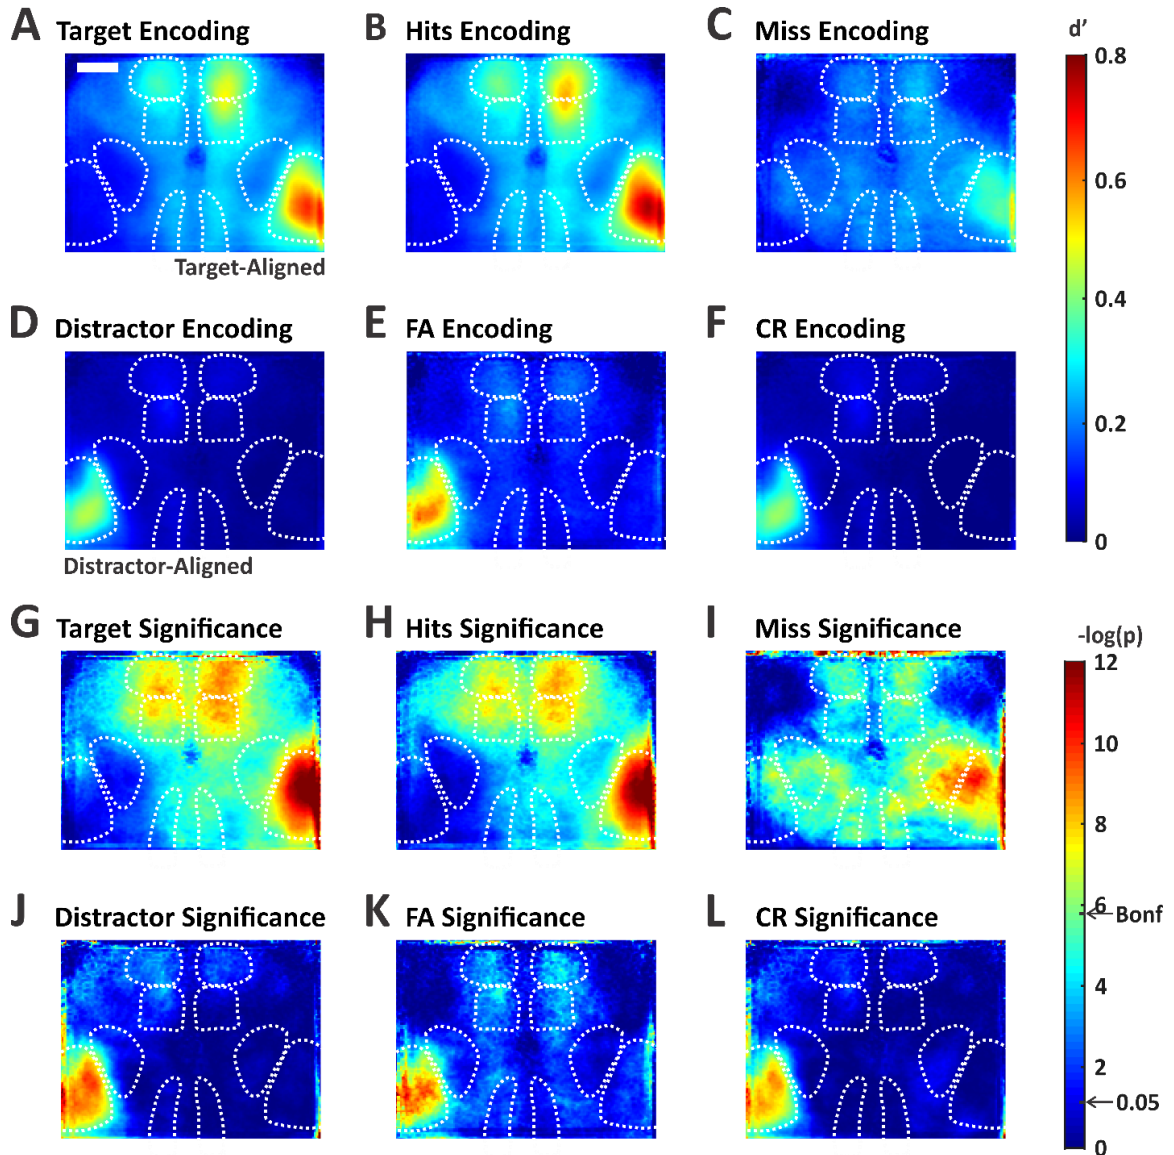 A Target Encoding
B Hits Encoding
C Miss Encoding
d'
0.8
0.6
0.4
0.2
0
Target-Aligned
D Distractor Encoding
E FA Encoding
F CR Encoding
Distractor-Aligned
G Target Significance
H Hits Significance
I Miss Significance
-log(p)
12
10
8
6
Bonf
4
2
0.05
0
J Distractor Significance
K FA Significance
L CR Significance